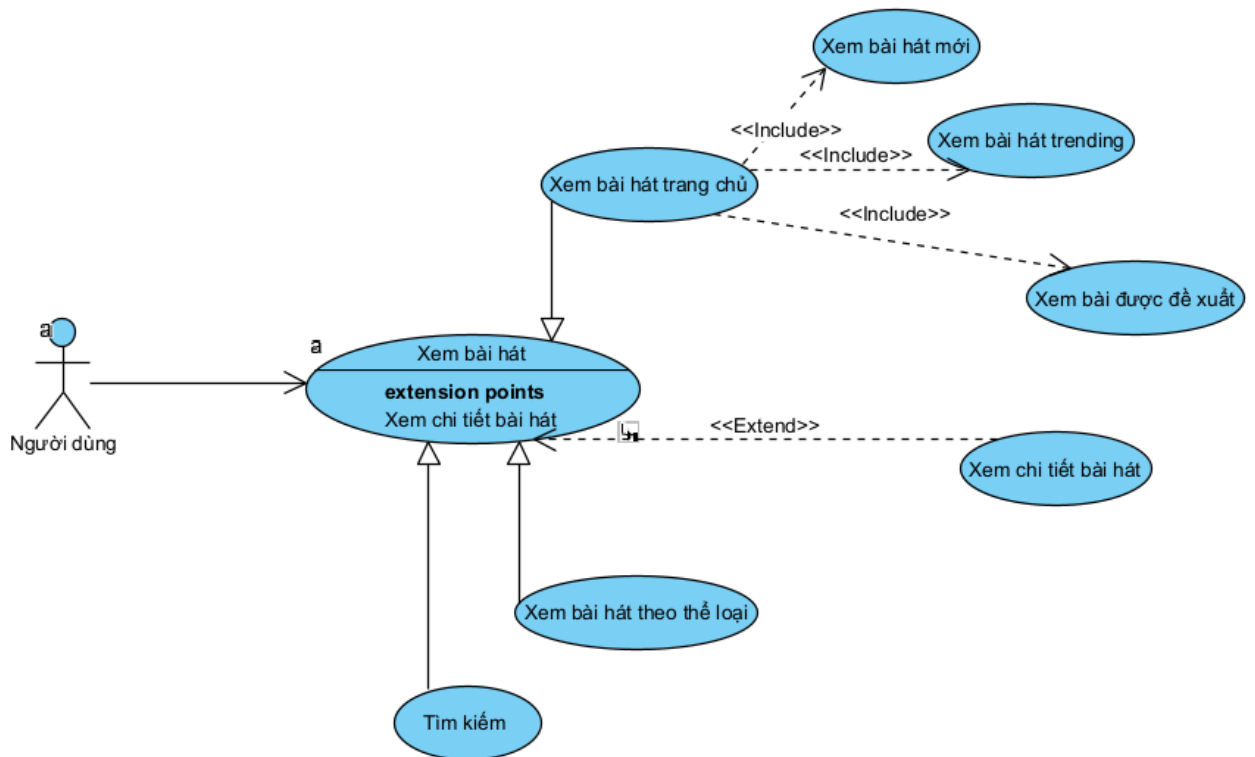 Xem bài hát mới
<<Include>>
Xem bài hát trending
<<Include>>
Xem bài hát trang chủ
<<Include>>
Xem bài được đề xuất
a
a
Xem bài hát
extension points
Xem chi tiết bài hát
<<Extend>>
Người dùng
Xem chi tiết bài hát
Xem bài hát theo thể loại
Tìm kiếm